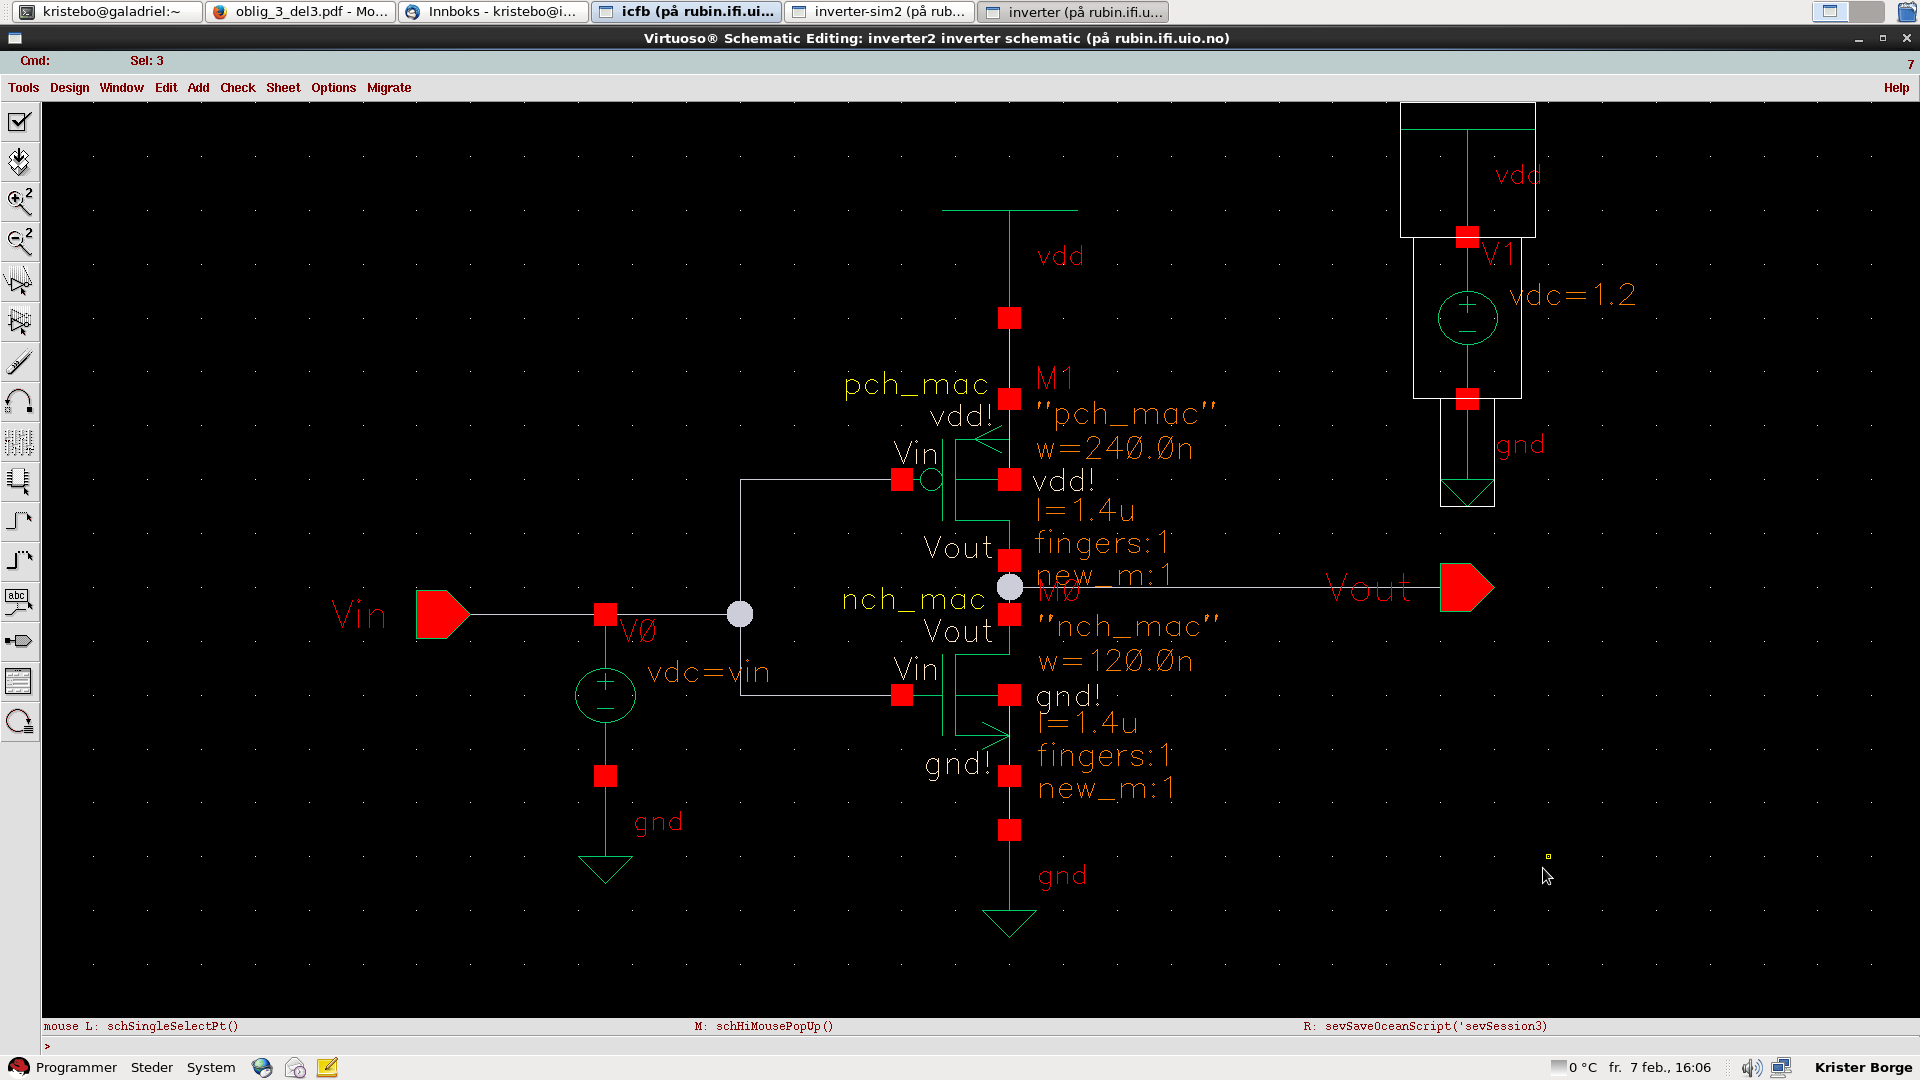 kristebo@galadriel:~
oblig_3_del3.pdf - Mo...
Innboks - kristebo@i...
icfb (på rubin.ifi.ui...
inverter-sim2 (på rub...
inverter (på rubin.ifi.u...
Virtuoso® Schematic Editing: inverter2 inverter schematic (på rubin.ifi.uio.no)
Cmd: Sel: 3 7
Tools Design Window Edit Add Check Sheet Options Migrate Help
2
2
abc
vdd
V1
vdc=1.2
gnd
vdd
pch_mac
M1
vdd!
"pch_mac"
Vin
w=240.0n
vdd!
l=1.4u
Vout
fingers:1
new_m:1
Vout
Vin
V0
vdc=vin
gnd
nch_mac
M0
Vout
"nch_mac"
Vin
w=120.0n
gnd!
l=1.4u
gnd!
fingers:1
new_m:1
gnd
mouse L: schSingleSelectPt() M: schHiMousePopUp() R: sevSaveOceanScript('sevSession3)
>
Programmer Steder System 0 °C fr. 7 feb., 16:06 Krister Borge